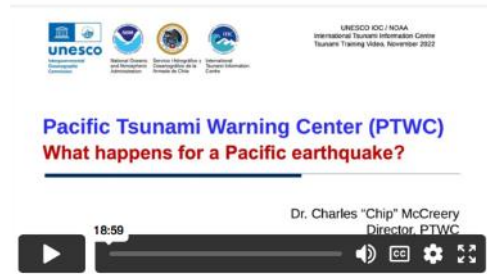 UNESCO IOC / NOAA
International Tsunami Information Centre
Tsunami Training Video, November 2022
unesco
Intergovernmental
Oceanographic
Commission
National Oceanic
and Atmospheric
Administration
Servicio Hidrográfico y
Oceanográfico de la
Armada de Chile
International
Tsunami Information
Centre
Pacific Tsunami Warning Center (PTWC)
What happens for a Pacific earthquake?
Dr. Charles "Chip" McCreery
Director, PTWC
18:59
CC